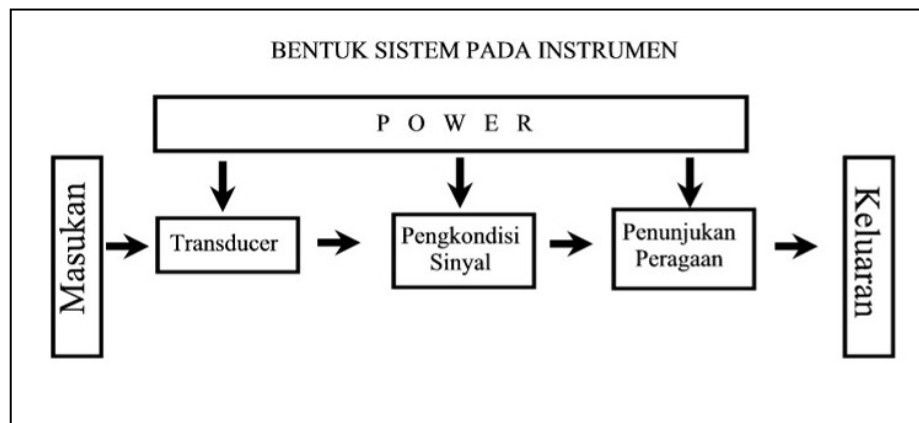 BENTUK SISTEM PADA INSTRUMEN
P O W E R
Masukan
Transducer
Pengkondisi
Sinyal
Penunjukan
Peragaan
Keluaran